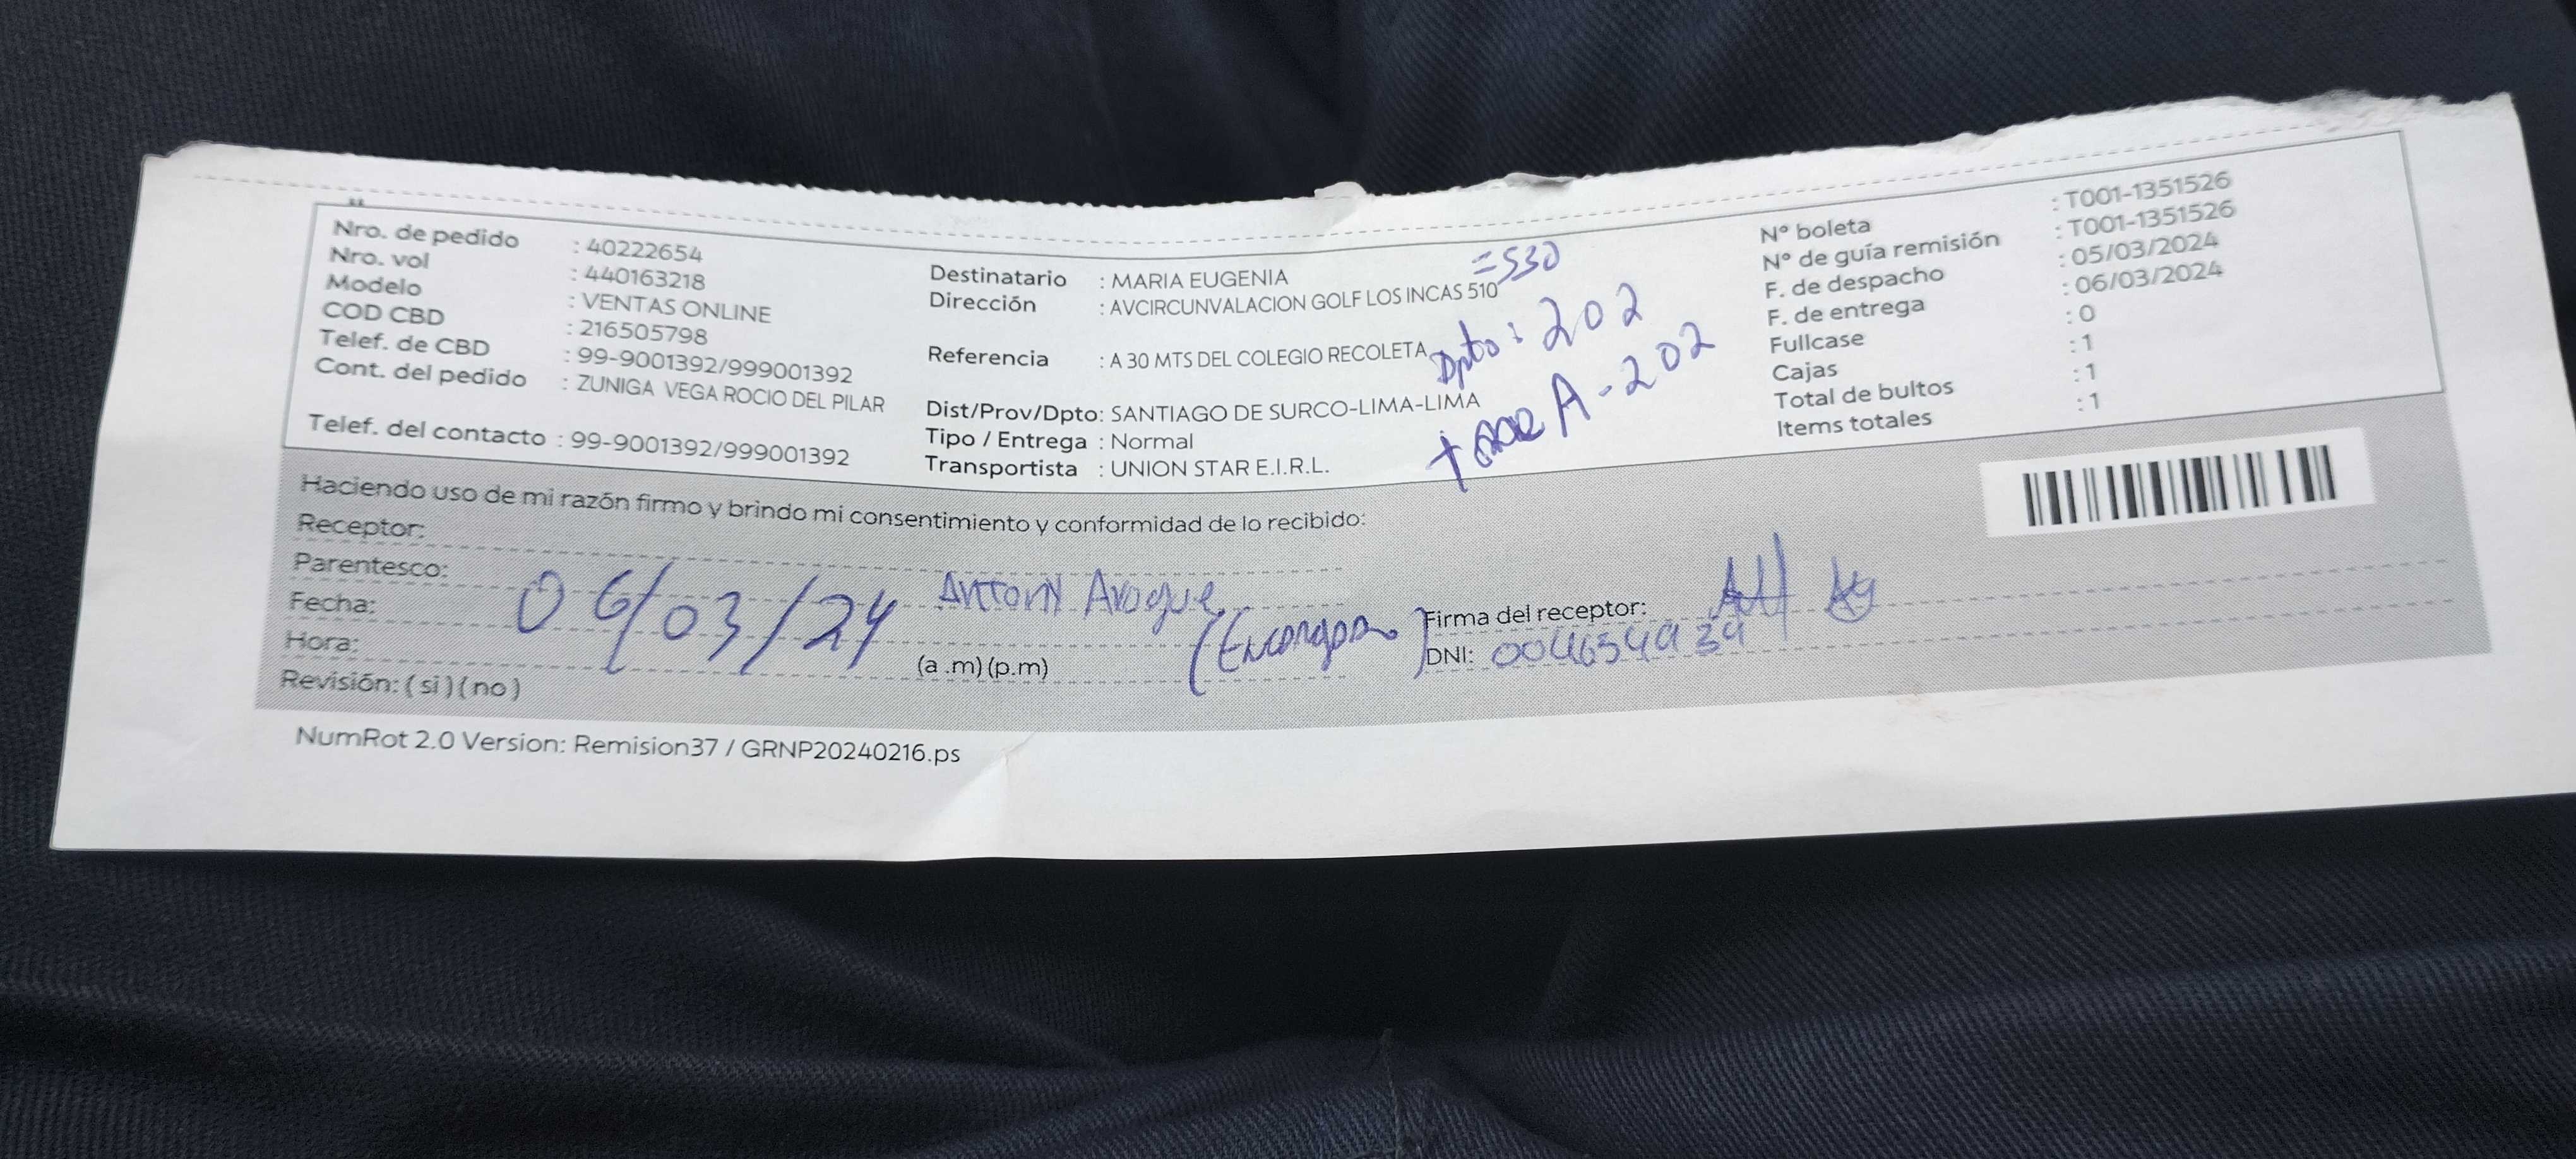 Nro. de pedido : 40222654
Nro. vol : 440163218
Modelo : VENTAS ONLINE
COD CBD : 216505798
Telef. de CBD : 99-9001392/999001392
Cont. del pedido : ZUNIGA VEGA ROCIO DEL PILAR
Telef. del contacto : 99-9001392/999001392
Destinatario : MARIA EUGENIA
Dirección : AVCIRCUNVALACION GOLF LOS INCAS 510 =530
Referencia : A 30 MTS DEL COLEGIO RECOLETA
Dpto: 202
Dist/Prov/Dpto: SANTIAGO DE SURCO-LIMA-LIMA
A-202
Tipo / Entrega : Normal
Transportista : UNION STAR E.I.R.L.
N° boleta : T001-1351526
N° de guía remisión : T001-1351526
F. de despacho : 05/03/2024
F. de entrega : 06/03/2024
Fullcase : 0
Cajas : 1
Total de bultos : 1
Items totales : 1
Haciendo uso de mi razón firmo y brindo mi consentimiento y conformidad de lo recibido:
Receptor:
Parentesco:
Fecha: 06/03/24 Antony
Hora: (a .m) (p.m)
Revisión: ( si ) ( no )
Firma del receptor:
DNI:
NumRot 2.0 Version: Remision37 / GRNP20240216.ps